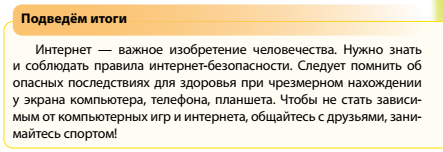 Подведём итоги
Интернет — важное изобретение человечества. Нужно знать
и соблюдать правила интернет-безопасности. Следует помнить об
опасных последствиях для здоровья при чрезмерном нахождении
у экрана компьютера, телефона, планшета. Чтобы не стать зависи-
мым от компьютерных игр и интернета, общайтесь с друзьями, зани-
майтесь спортом!